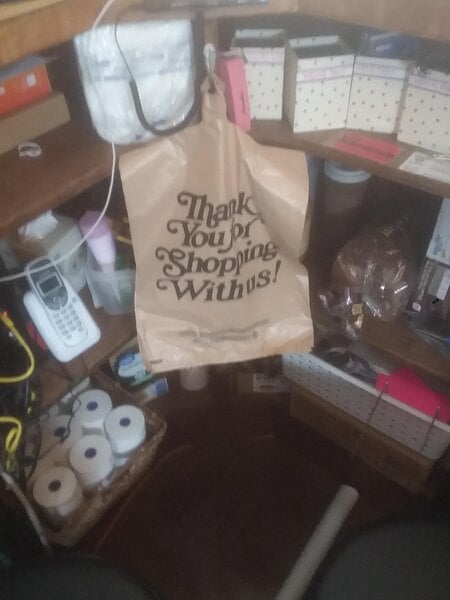 Thank
You for
Shopping
With us!